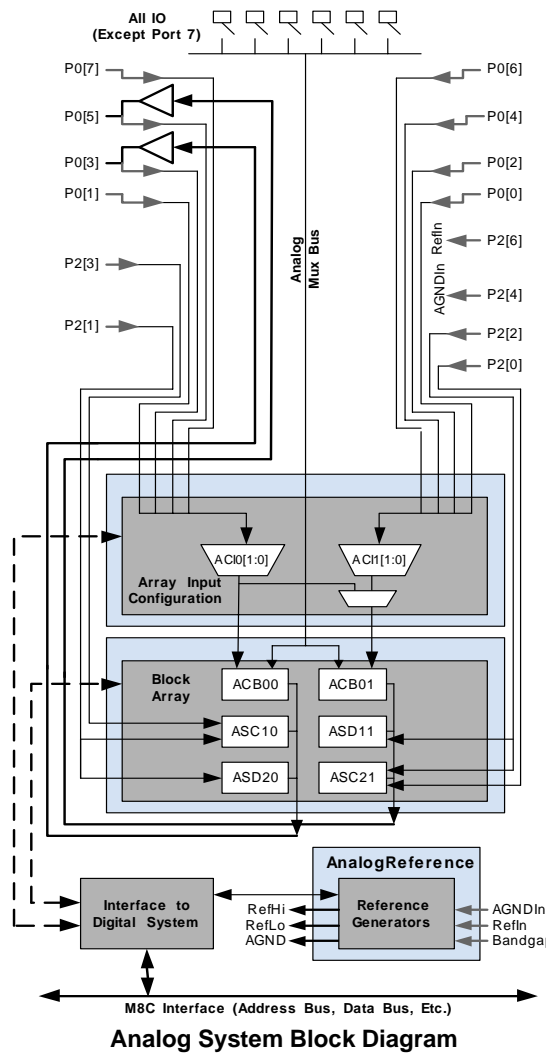 All IO
(Except Port 7)
P0[7]
P0[5]
P0[3]
P0[1]
P2[3]
P2[1]
P0[6]
P0[4]
P0[2]
P0[0]
P2[6]
P2[4]
P2[2]
P2[0]
AGNDIn RefIn
Analog
Mux Bus
ACI0[1:0]
ACI1[1:0]
Array Input
Configuration
Block
Array
ACB00
ACB01
ASC10
ASD11
ASD20
ASC21
AnalogReference
Interface to
Digital System
RefHi
RefLo
AGND
Reference
Generators
AGNDIn
RefIn
Bandgap
M8C Interface (Address Bus, Data Bus, Etc.)
Analog System Block Diagram